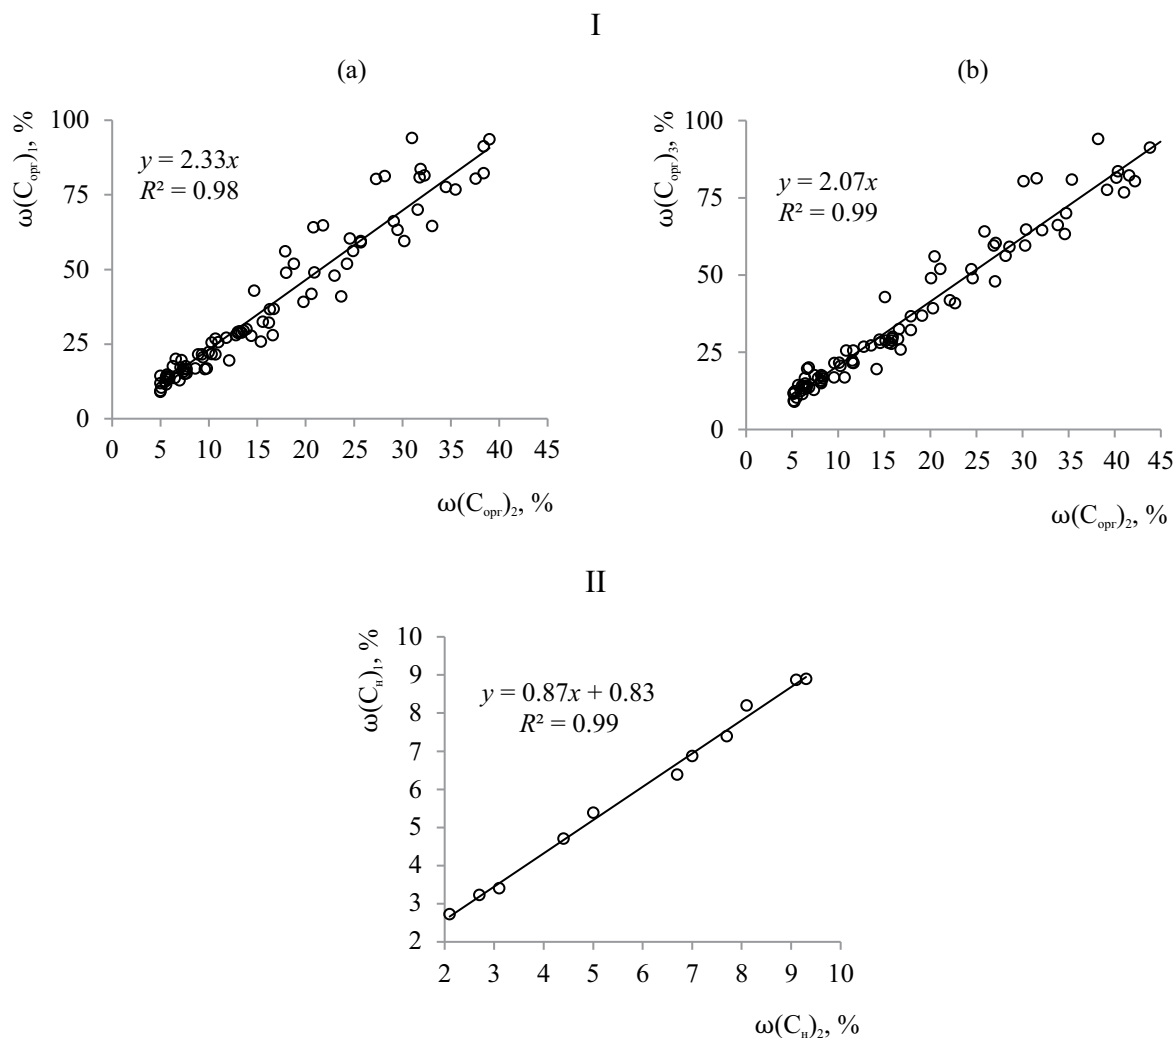 I
(a)
ω(Cорг)1, %
100
75
50
25
0
y = 2.33x
R² = 0.98
0 5 10 15 20 25 30 35 40 45
ω(Cорг)2, %
(b)
ω(Cорг)3, %
100
75
50
25
0
y = 2.07x
R² = 0.99
0 5 10 15 20 25 30 35 40 45
ω(Cорг)2, %
II
ω(Cн)1, %
10
9
8
7
6
5
4
3
2
y = 0.87x + 0.83
R² = 0.99
2 3 4 5 6 7 8 9 10
ω(Cн)2, %